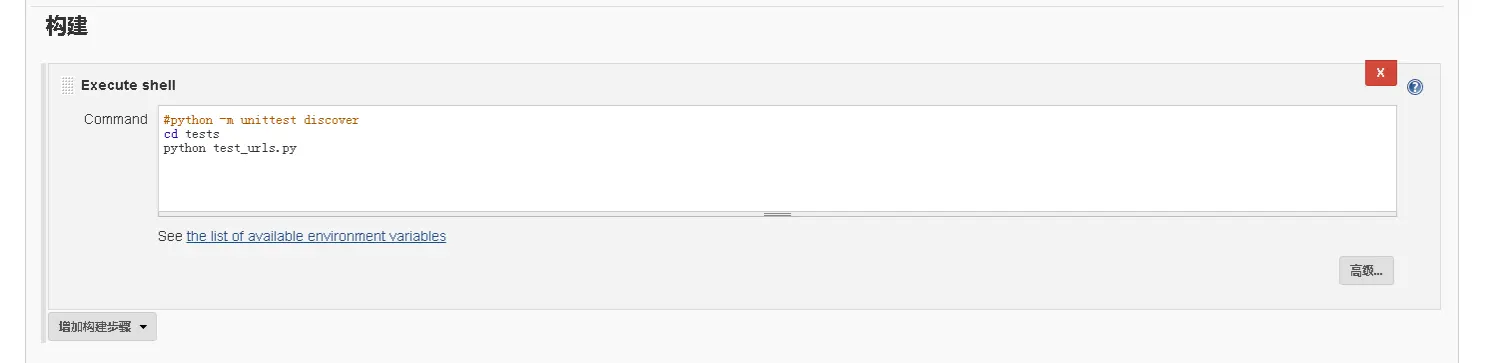 构建
Execute shell
X
Command
#python -m unittest discover
cd tests
python test_urls.py
See the list of available environment variables
高级...
增加构建步骤